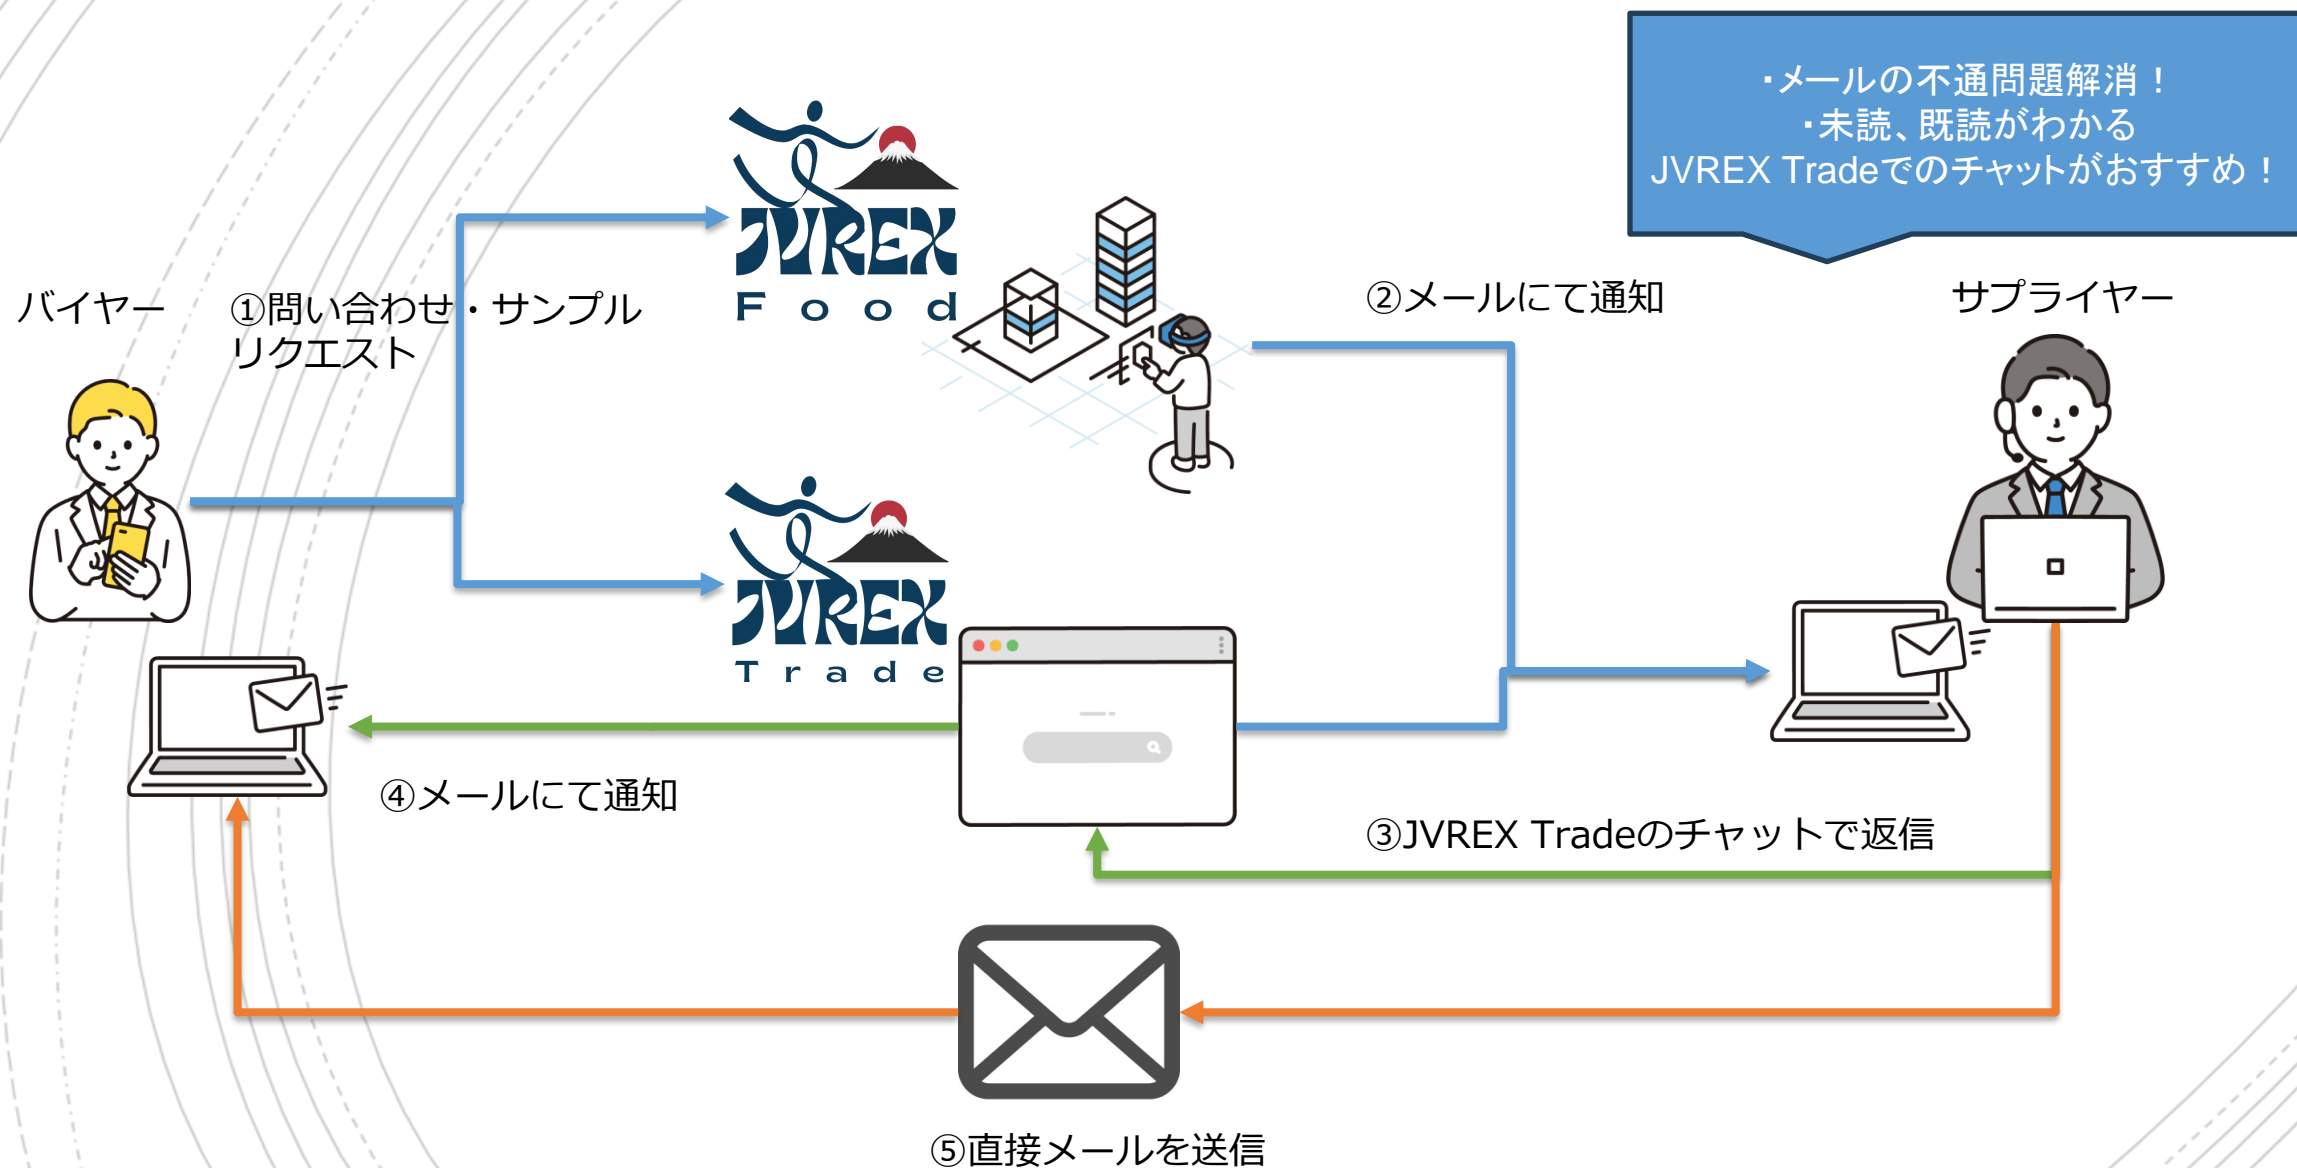 ・メールの不通問題解消！
・未読、既読がわかる
JVREX Tradeでのチャットがおすすめ！
JVREX
Food
バイヤー
①問い合わせ・サンプル
リクエスト
②メールにて通知
サプライヤー
JVREX
Trade
④メールにて通知
③JVREX Tradeのチャットで返信
⑤直接メールを送信